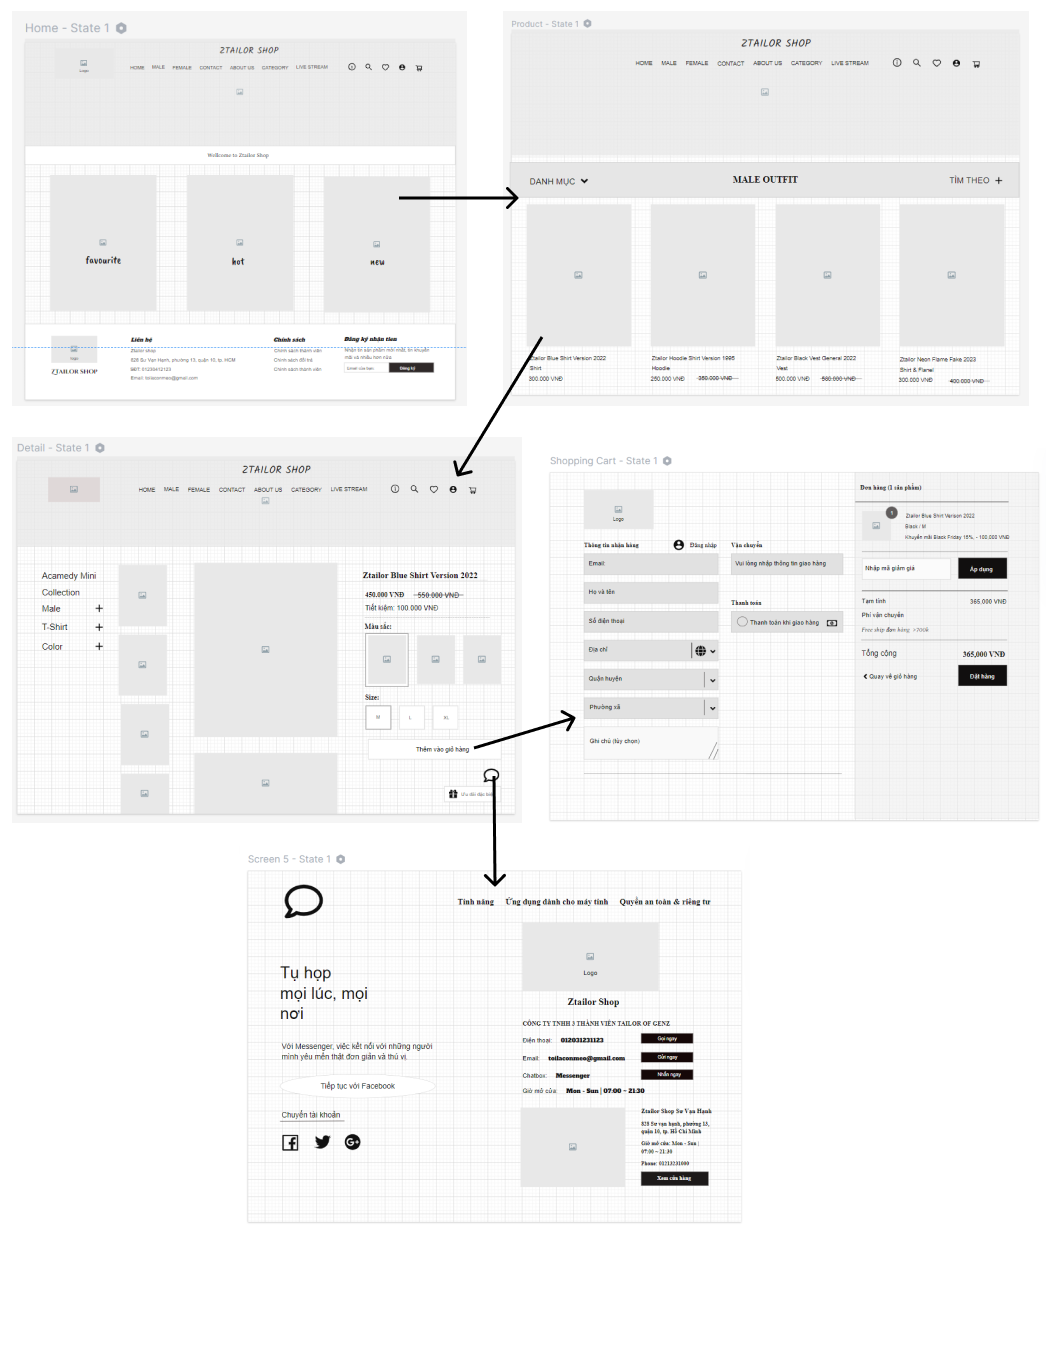 Home - State 1
ZTAILOR SHOP
Logo
HOME MALE FEMALE CONTACT ABOUT US CATEGORY LIVE STREAM
Wellcome to Ztailor Shop
favourite
hot
new
logo
ZTAILOR SHOP
Liên hệ
Ztailor shop
828 Sư Vạn Hạnh, phường 13, quận 10, tp. HCM
SĐT: 01230412123
Email: toilaconmeo@gmail.com
Chính sách
Chính sách thành viên
Chính sách đổi trả
Chính sách thành viên
Đăng ký nhận tien
Nhận tin sản phẩm mới nhất, tin khuyến
mãi và nhiều hơn nữa
Email của bạn
Đăng ký
Product - State 1
ZTAILOR SHOP
HOME MALE FEMALE CONTACT ABOUT US CATEGORY LIVE STREAM
DANH MỤC
MALE OUTFIT
TÌM THEO
Ztailor Blue Shirt Version 2022
Shirt
300.000 VNĐ
Ztailor Hoodie Shirt Version 1995
Hoodie
250.000 VNĐ 350.000 VNĐ
Ztailor Black Vest General 2022
Vest
500.000 VNĐ 580.000 VNĐ
Ztailor Neon Flame Fake 2023
Shirt & Flanel
300.000 VNĐ 400.000 VNĐ
Detail - State 1
ZTAILOR SHOP
HOME MALE FEMALE CONTACT ABOUT US CATEGORY LIVE STREAM
Acamedy Mini
Collection
Male
T-Shirt
Color
Ztailor Blue Shirt Version 2022
450.000 VNĐ 550.000 VNĐ
Tiết kiệm: 100.000 VNĐ
Màu sắc:
Size:
M
L
XL
Thêm vào giỏ hàng
Ưu đãi đặc
Shopping Cart - State 1
Logo
Thông tin nhận hàng
Đăng nhập
Email:
Họ và tên
Số điện thoại
Địa chỉ
Quận huyện
Phường xã
Ghi chú (tùy chọn)
Vận chuyển
Vui lòng nhập thông tin giao hàng
Thanh toán
Thanh toán khi giao hàng
Đơn hàng (1 sản phẩm)
1
Ztailor Blue Shirt Verison 2022
Black / M
Khuyến mãi Black Friday 15%, - 100,000 VNĐ
Nhập mã giảm giá
Áp dụng
Tạm tính 365,000 VNĐ
Phí vận chuyển
Free ship đơn hàng >700k
Tổng cộng 365,000 VNĐ
Quay về giỏ hàng
Đặt hàng
Screen 5 - State 1
Tính năng Ứng dụng dành cho máy tính Quyền an toàn & riêng tư
Tụ họp
mọi lúc, mọi
nơi
Với Messenger, việc kết nối với những người
mình yêu mến thật đơn giản và thú vị.
Tiếp tục với Facebook
Chuyển tài khoản
Logo
Ztailor Shop
CÔNG TY TNHH 3 THÀNH VIÊN TAILOR OF GENZ
Điện thoại: 012031231123
Gọi ngay
Email: toilaconmeo@gmail.com
Gửi ngay
Chatbox: Messenger
Nhắn ngay
Giờ mở cửa: Mon - Sun | 07:00 ~ 21:30
Ztailor Shop Sư Vạn Hạnh
828 Sư vạn hạnh, phường 13,
quận 10, tp. Hồ Chí Minh
Giờ mở cửa: Mon - Sun |
07:00 ~ 21:30
Phone: 01213231000
Xem cửa hàng